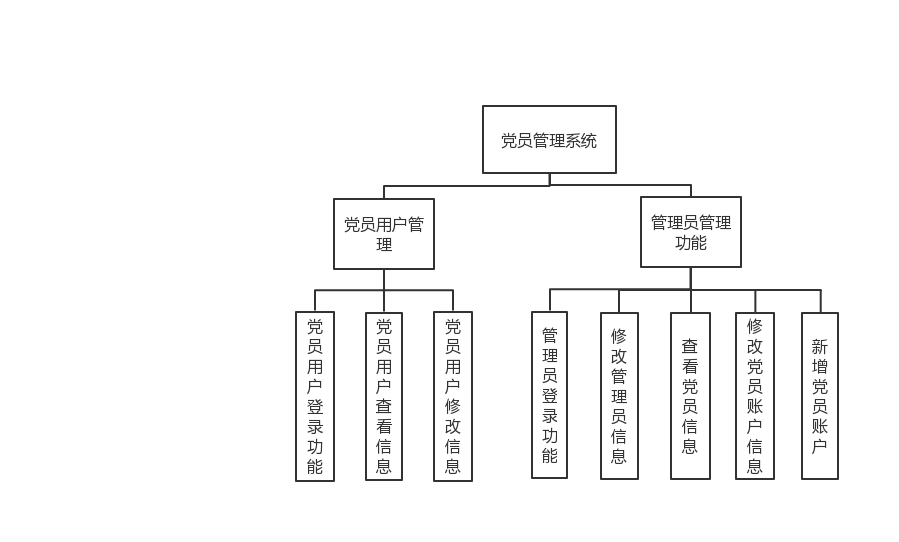 党员管理系统
党员用户管
理
管理员管理
功能
党员用户登录功能
党员用户查看信息
党员用户修改信息
管理员登录功能
修改管理员信息
查看党员信息
修改党员账户信息
新增党员账户